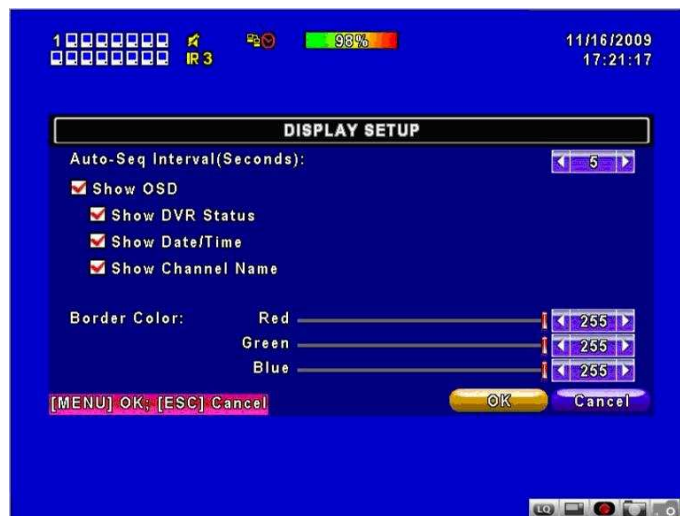 1 98% 11/16/2009
IR 3 17:21:17
DISPLAY SETUP
Auto-Seq Interval(Seconds): 5
Show OSD
Show DVR Status
Show Date/Time
Show Channel Name
Border Color: Red 255
Green 255
Blue 255
[MENU] OK; [ESC] Cancel OK Cancel
LQ